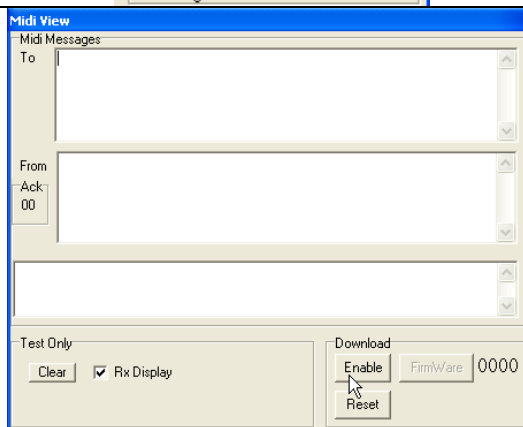 Midi View
Midi Messages
To
From
Ack
00
Test Only
Clear
Rx Display
Download
Enable
FirmWare
0000
Reset